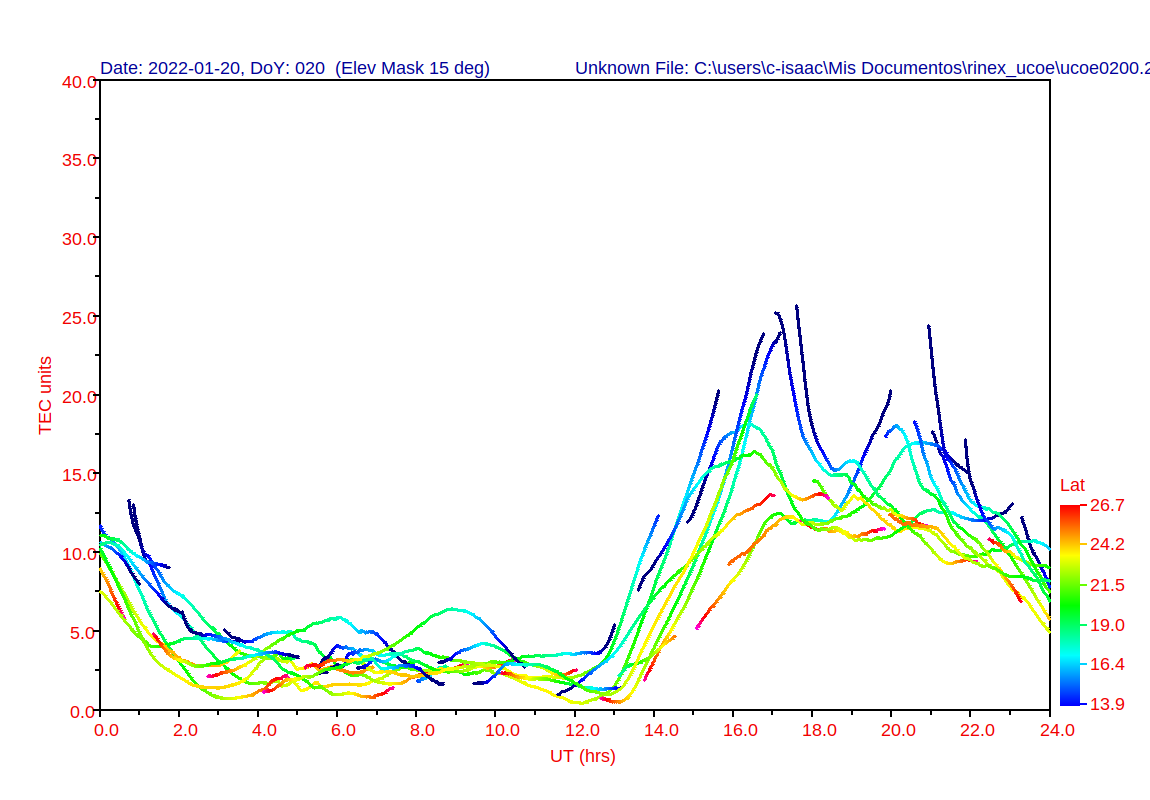 Date: 2022-01-20, DoY: 020  (Elev Mask 15 deg)
Unknown File: C:\users\c-isaac\Mis Documentos\rinex_ucoe\ucoe0200.2
40.0
35.0
30.0
25.0
20.0
15.0
10.0
5.0
0.0
TEC units
0.0 2.0 4.0 6.0 8.0 10.0 12.0 14.0 16.0 18.0 20.0 22.0 24.0
UT (hrs)
Lat
26.7
24.2
21.5
19.0
16.4
13.9